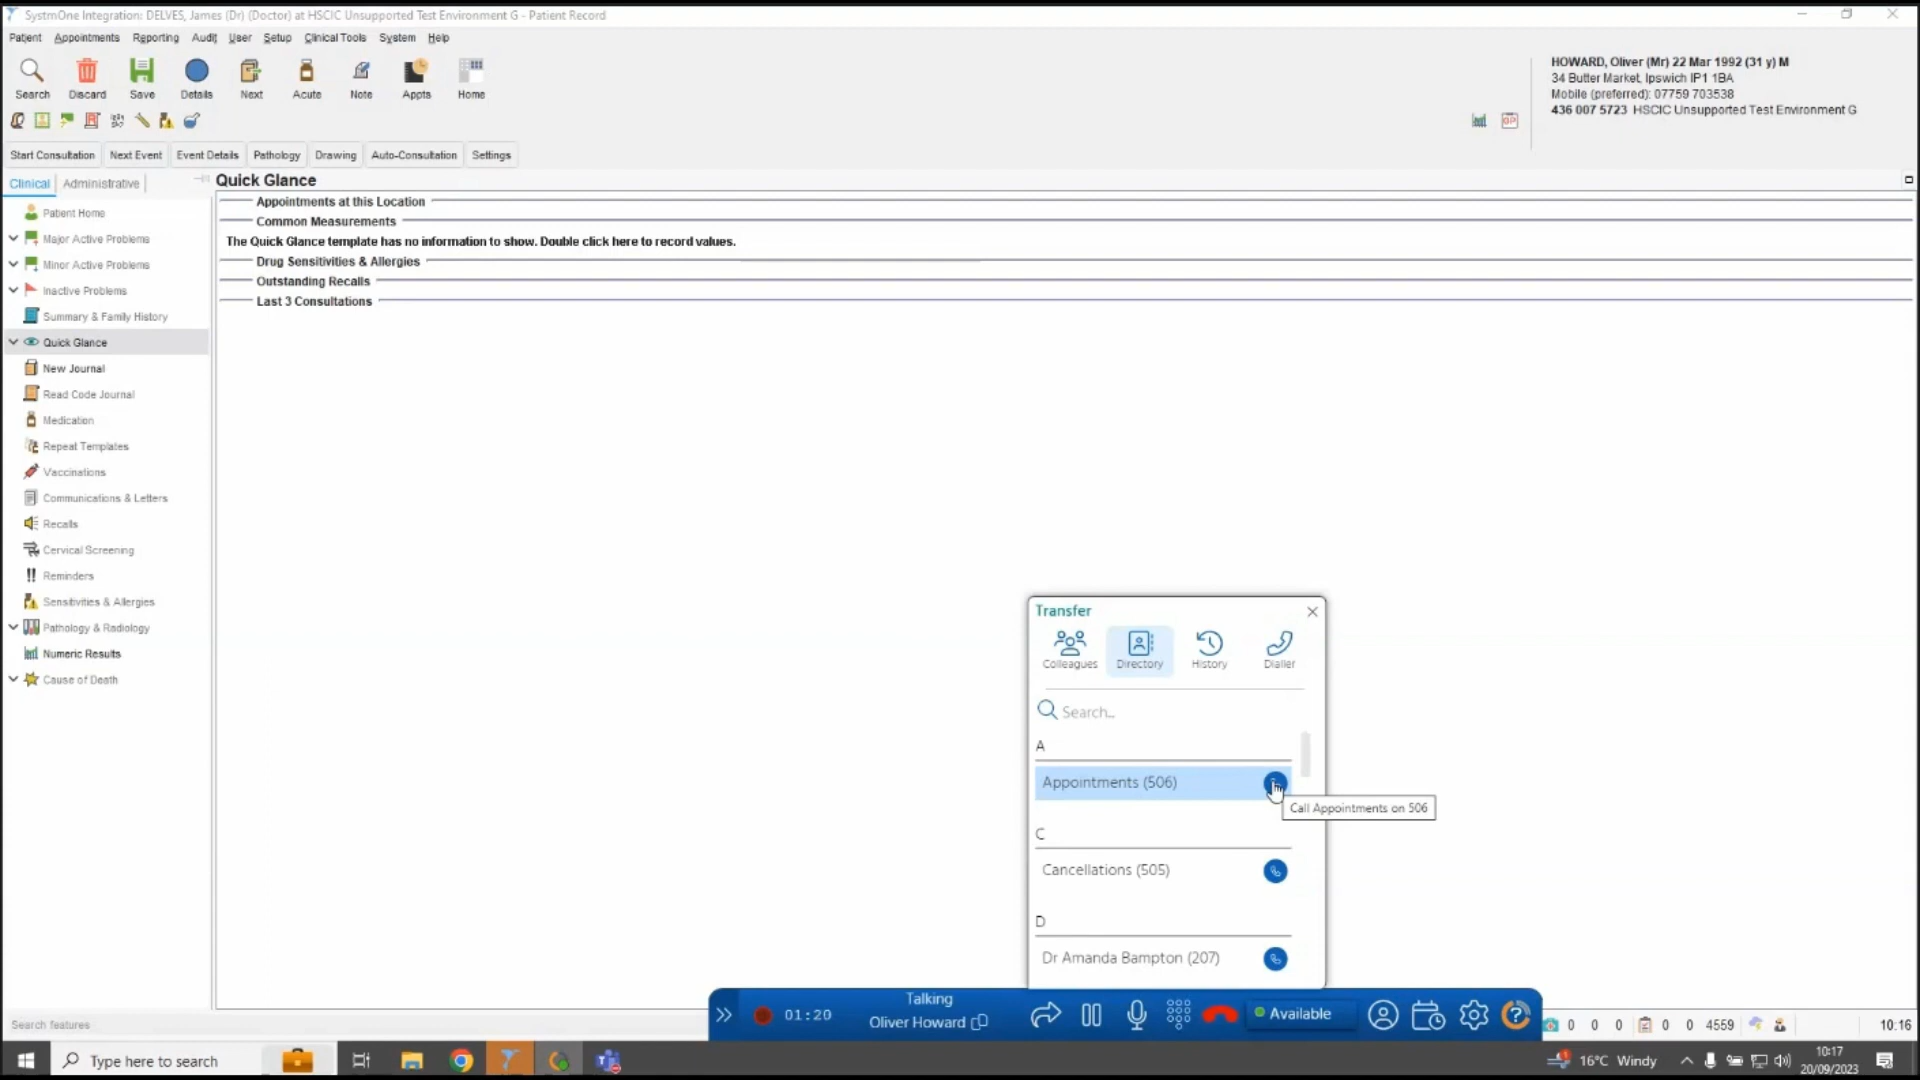 SystmOne Integration: DELVES, James (Dr) (Doctor) at HSCIC Unsupported Test Environment G - Patient Record
Patient Appointments Reporting Audit User Setup Clinical Tools System Help
Search Discard Save Details Next Acute Note Appts Home
HOWARD, Oliver (Mr) 22 Mar 1992 (31 y) M
34 Butter Market, Ipswich IP1 1BA
Mobile (preferred): 07759 703538
436 007 5723 HSCIC Unsupported Test Environment G
Start Consultation Next Event Event Details Pathology Drawing Auto-Consultation Settings
Clinical Administrative
Quick Glance
Appointments at this Location
Common Measurements
The Quick Glance template has no information to show. Double click here to record values.
Drug Sensitivities & Allergies
Outstanding Recalls
Last 3 Consultations
Patient Home
Major Active Problems
Minor Active Problems
Inactive Problems
Summary & Family History
Quick Glance
New Journal
Read Code Journal
Medication
Repeat Templates
Vaccinations
Communications & Letters
Recalls
Cervical Screening
Reminders
Sensitivities & Allergies
Pathology & Radiology
Numeric Results
Cause of Death
Transfer
Colleagues Directory History Dialler
Search...
A
Appointments (506)
Call Appointments on 506
C
Cancellations (505)
D
Dr Amanda Bampton (207)
01:20
Talking
Oliver Howard
Available
Search features
0 0 0 0 0 4559 10:16
Type here to search
16°C Windy
10:17
20/09/2023